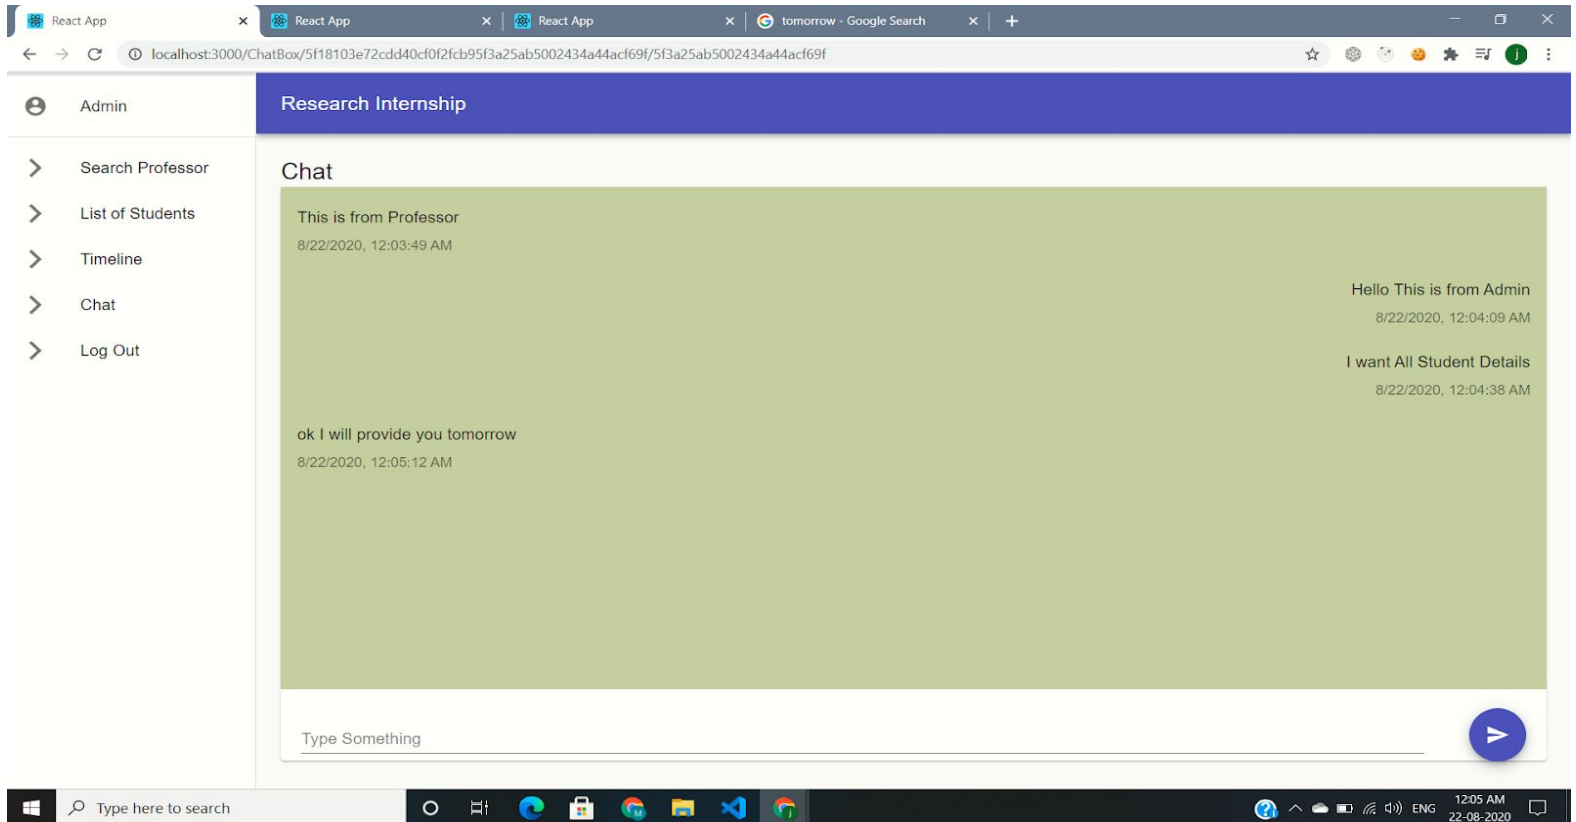 React App
React App
React App
tomorrow - Google Search
localhost:3000/ChatBox/5f18103e72cdd40cf0f2fcb95f3a25ab5002434a44acf69f/5f3a25ab5002434a44acf69f
j
Admin
Research Internship
Search Professor
List of Students
Timeline
Chat
Log Out
Chat
This is from Professor
8/22/2020, 12:03:49 AM
Hello This is from Admin
8/22/2020, 12:04:09 AM
I want All Student Details
8/22/2020, 12:04:38 AM
ok I will provide you tomorrow
8/22/2020, 12:05:12 AM
Type Something
Type here to search
ENG
12:05 AM
22-08-2020